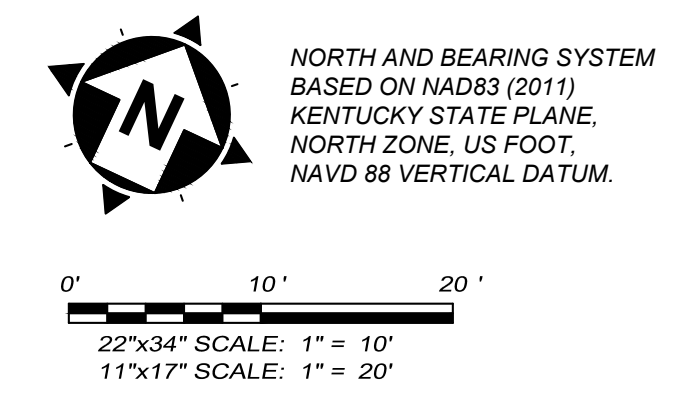 N
NORTH AND BEARING SYSTEM
BASED ON NAD83 (2011)
KENTUCKY STATE PLANE,
NORTH ZONE, US FOOT,
NAVD 88 VERTICAL DATUM.
0' 10 ' 20 '
22"x34" SCALE: 1" = 10'
11"x17" SCALE: 1" = 20'